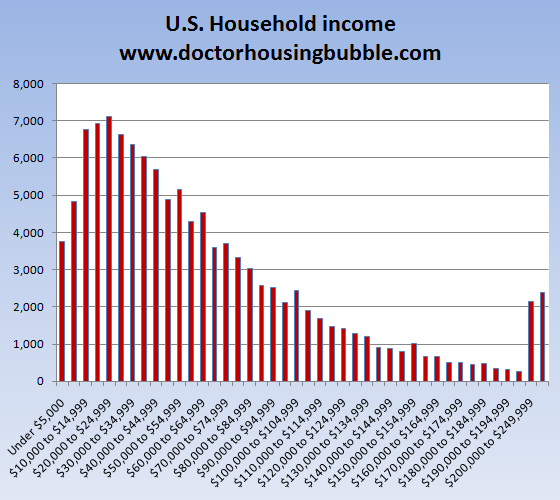 U.S. Household income
www.doctorhousingbubble.com
8,000
7,000
6,000
5,000
4,000
3,000
2,000
1,000
0
Under $5,000
$10,000 to $14,999
$20,000 to $24,999
$30,000 to $34,999
$40,000 to $44,999
$50,000 to $54,999
$60,000 to $64,999
$70,000 to $74,999
$80,000 to $84,999
$90,000 to $94,999
$100,000 to $104,999
$110,000 to $114,999
$120,000 to $124,999
$130,000 to $134,999
$140,000 to $144,999
$150,000 to $154,999
$160,000 to $164,999
$170,000 to $174,999
$180,000 to $184,999
$190,000 to $194,999
$200,000 to $249,999